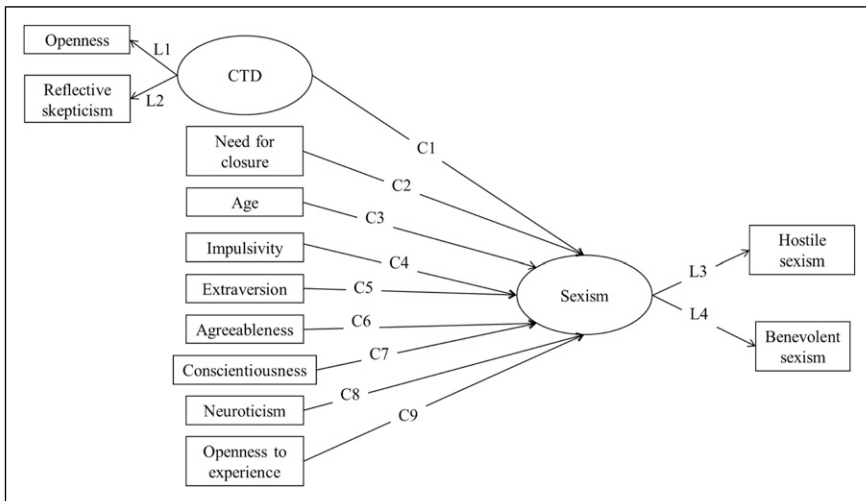 Openness
L1
CTD
Reflective
skepticism
L2
Need for
closure
C1
C2
Age
C3
Impulsivity
C4
Hostile
sexism
L3
Extraversion
C5
Sexism
Agreeableness
C6
L4
Benevolent
sexism
Conscientiousness
C7
Neuroticism
C8
C9
Openness to
experience